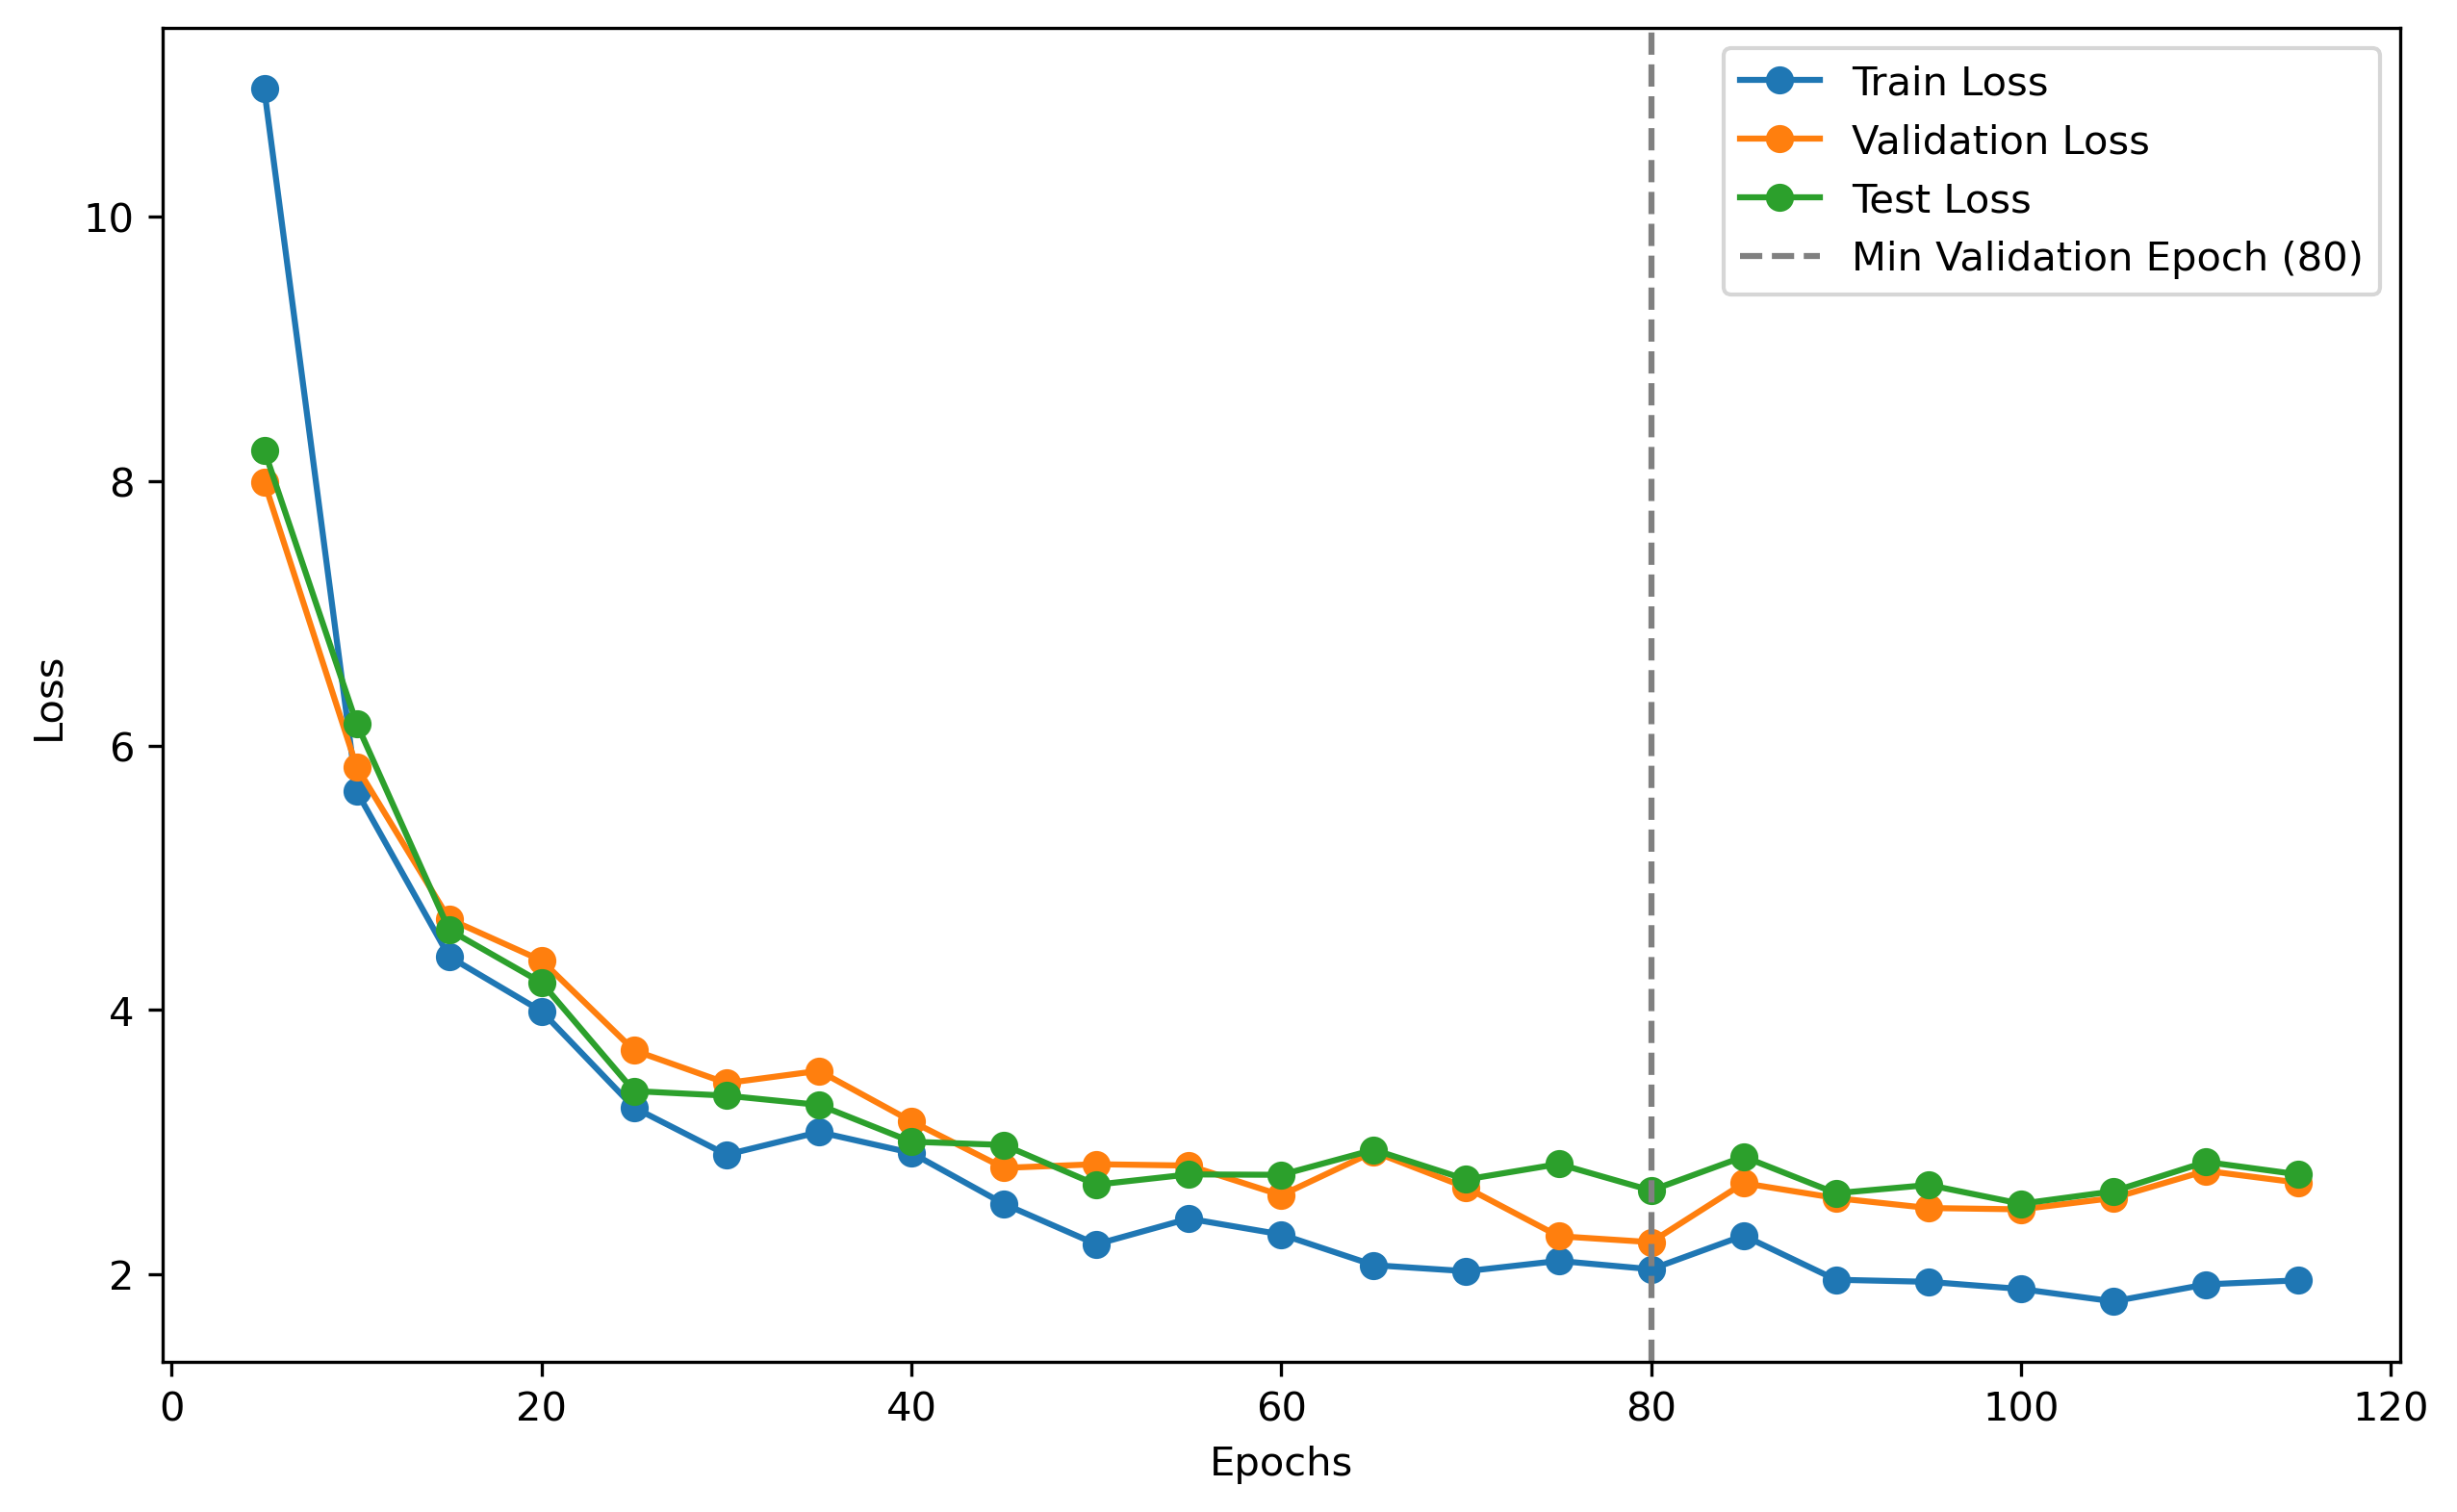 Train Loss
Validation Loss
Test Loss
Min Validation Epoch (80)
10
8
6
4
2
Loss
0 20 40 60 80 100 120
Epochs